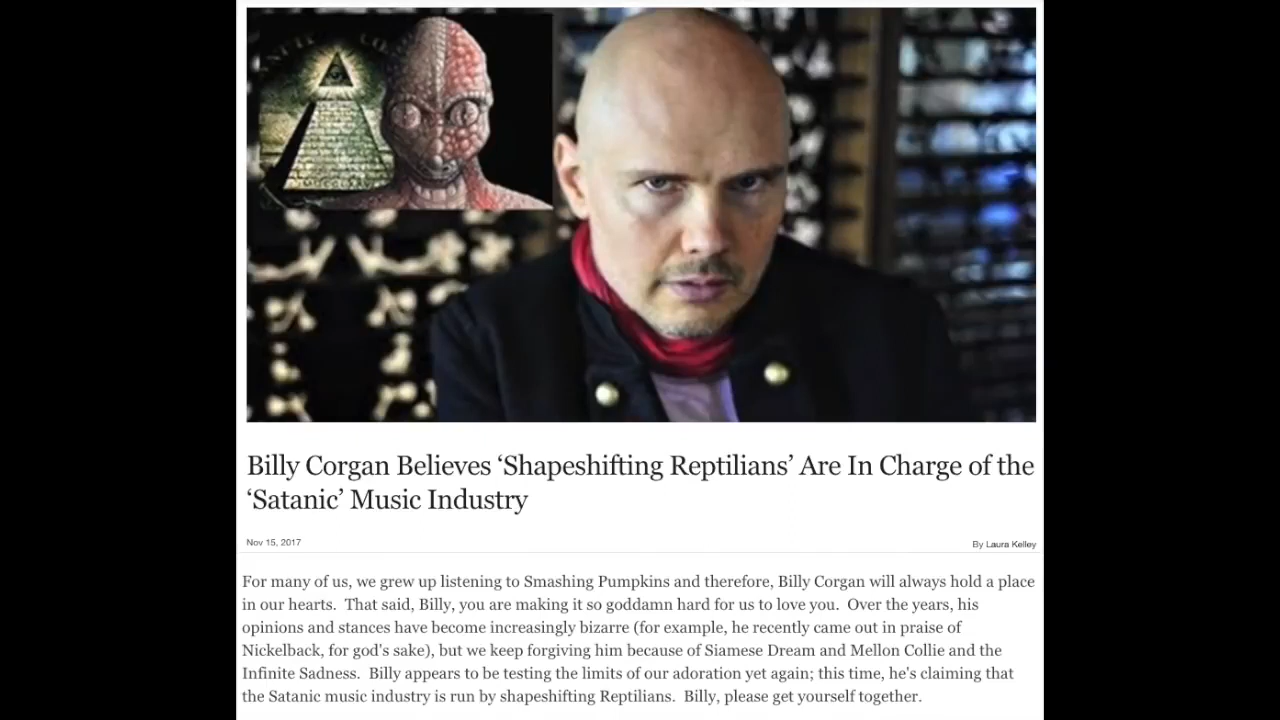 Billy Corgan Believes ‘Shapeshifting Reptilians’ Are In Charge of the
‘Satanic’ Music Industry
Nov 15, 2017
By Laura Kelley
For many of us, we grew up listening to Smashing Pumpkins and therefore, Billy Corgan will always hold a place
in our hearts.  That said, Billy, you are making it so goddamn hard for us to love you.  Over the years, his
opinions and stances have become increasingly bizarre (for example, he recently came out in praise of
Nickelback, for god's sake), but we keep forgiving him because of Siamese Dream and Mellon Collie and the
Infinite Sadness.  Billy appears to be testing the limits of our adoration yet again; this time, he's claiming that
the Satanic music industry is run by shapeshifting Reptilians.  Billy, please get yourself together.